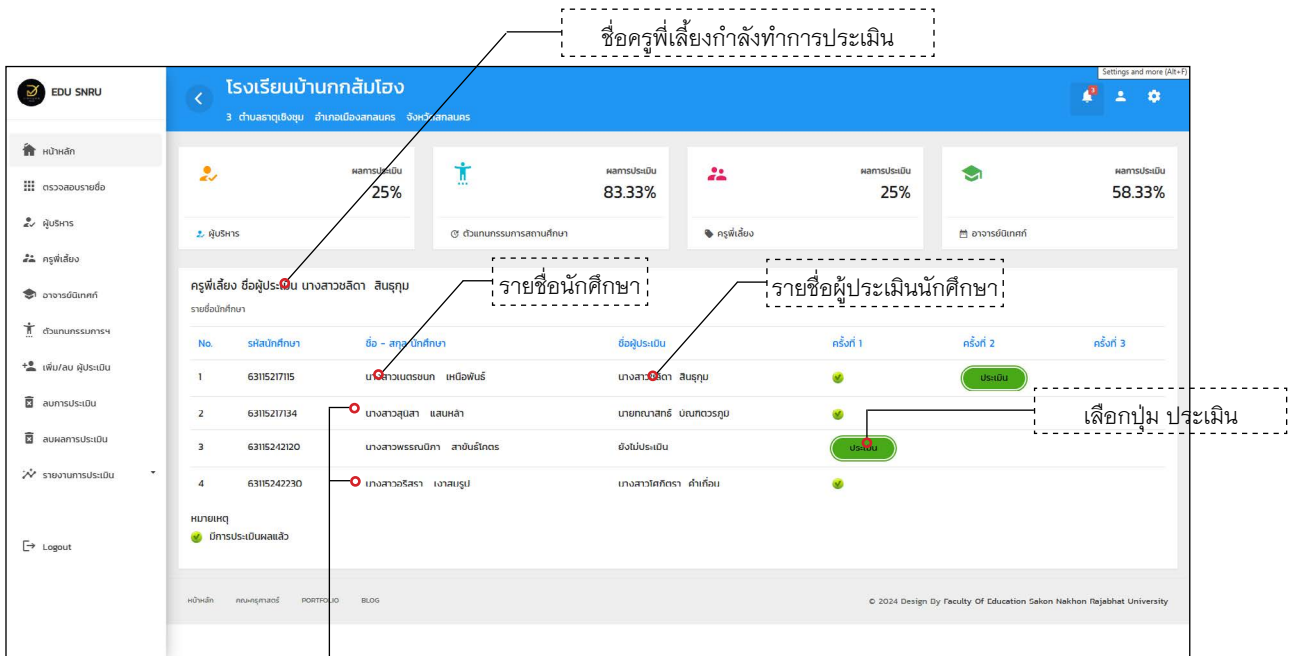 ชื่อครูพี่เลี้ยงกำลังทำการประเมิน
Settings and more (Alt+F)
EDU SNRU
โรงเรียนบ้านกกส้มโฮง
3
3 ตำบลธาตุเชิงชุม อำเภอเมืองสกลนคร จังหวัดสกลนคร
หน้าหลัก
ตรวจสอบรายชื่อ
ผู้บริหาร
ครูพี่เลี้ยง
อาจารย์นิเทศก์
ตัวแทนกรรมการฯ
เพิ่ม/ลบ ผู้ประเมิน
ลบการประเมิน
ลบผลการประเมิน
รายงานการประเมิน
Logout
ผลการประเมิน ผลการประเมิน ผลการประเมิน ผลการประเมิน
25% 83.33% 25% 58.33%
ผู้บริหาร ตัวแทนกรรมการสถานศึกษา ครูพี่เลี้ยง อาจารย์นิเทศก์
ครูพี่เลี้ยง ชื่อผู้ประเมิน นางสาวชลิตา สินธุกุม
รายชื่อนักศึกษา
รายชื่อผู้ประเมินนักศึกษา
รายชื่อนักศึกษา
No. รหัสนักศึกษา ชื่อ - สกุล นักศึกษา ชื่อผู้ประเมิน ครั้งที่ 1 ครั้งที่ 2 ครั้งที่ 3
1 63115217115 นางสาวเนตรชนก เหนือพันธ์ นางสาวชลิตา สินธุกุม ประเมิน
2 63115217134 นางสาวสุนสา แสนหล้า นายคณาสิทธิ์ บัณฑิตวรภูมิ
เลือกปุ่ม ประเมิน
3 63115242120 นางสาวพรรณนิกา สายันธ์โคตร ยังไม่ประเมิน ประเมิน
4 63115242230 นางสาวอริสรา เงาสมรูป นางสาวโศภิตรา คำเกื่อน
หมายเหตุ
มีการประเมินผลแล้ว
หน้าหลัก คณะครุศาสตร์ PORTFOLIO BLOG © 2024 Design By Faculty Of Education Sakon Nakhon Rajabhat University